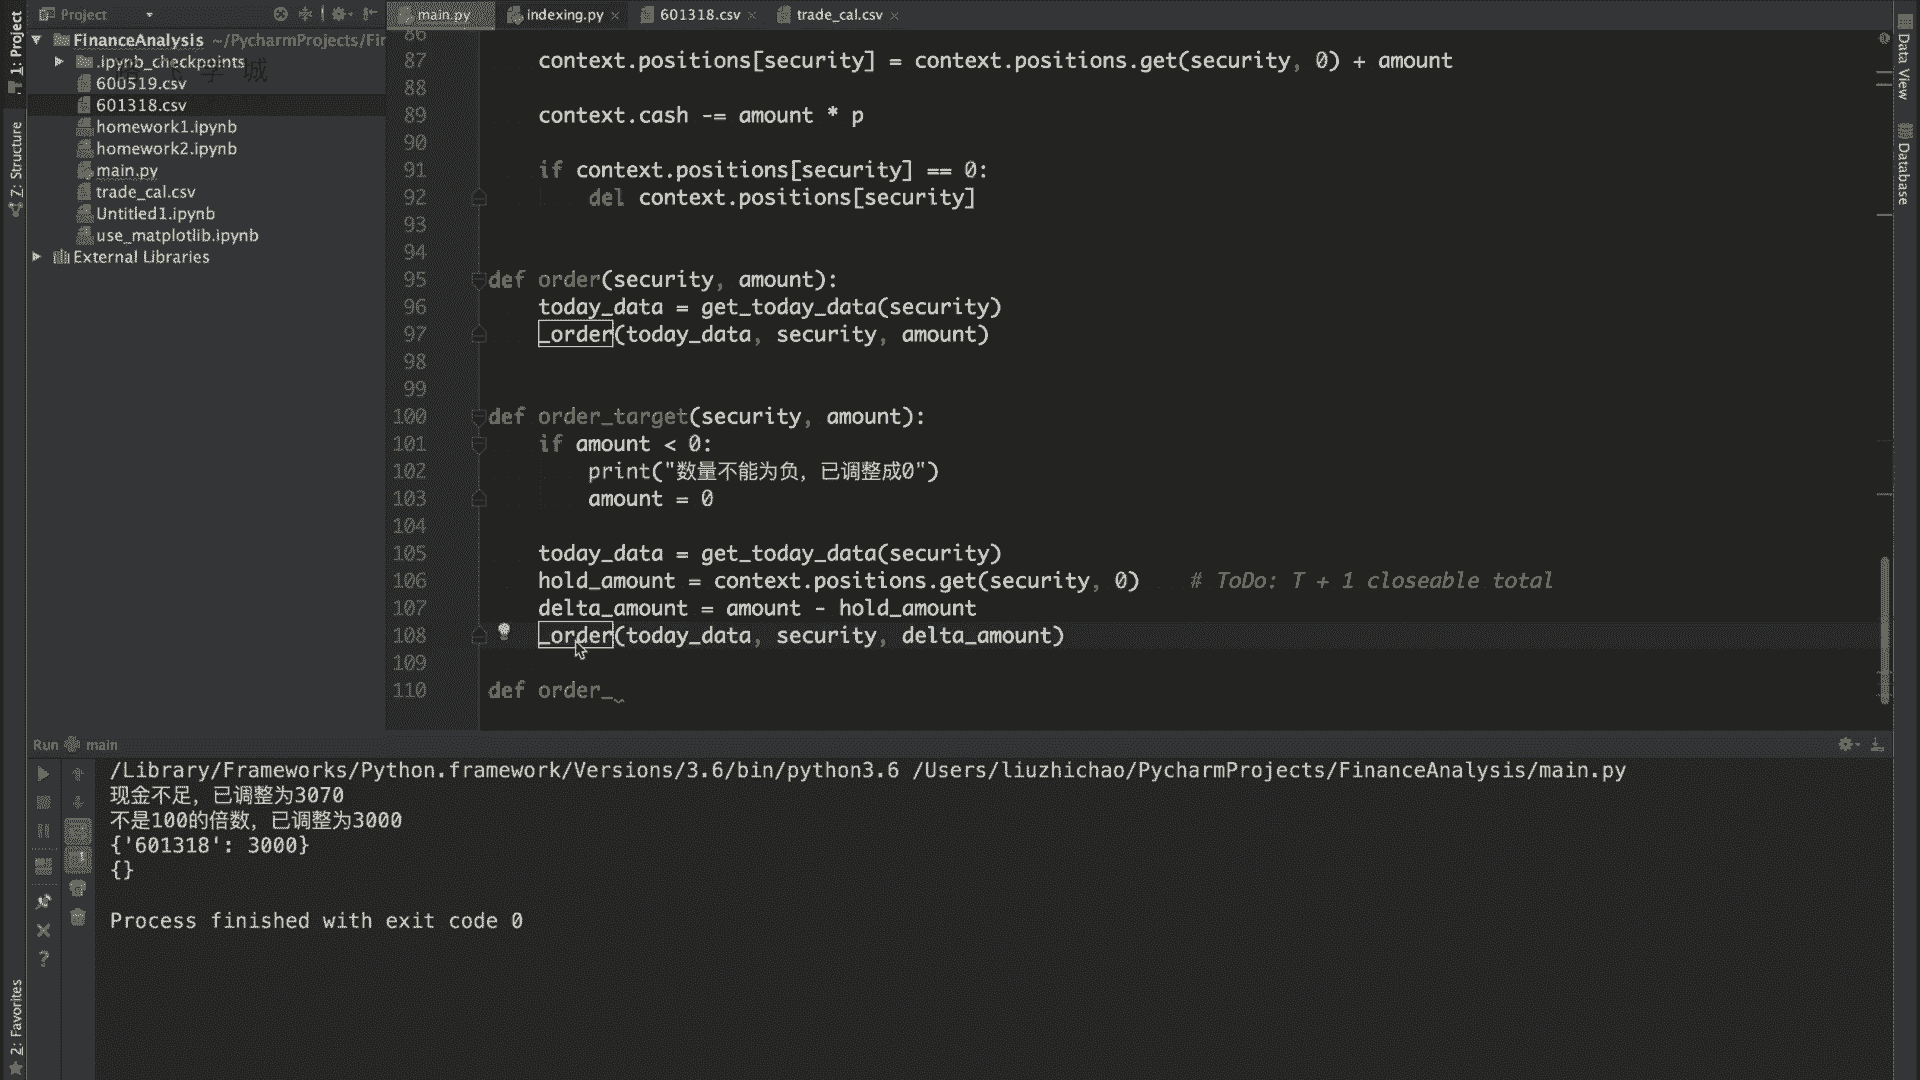 1: Project
Project
main.py
indexing.py
601318.csv
trade_cal.csv
FinanceAnalysis ~/PycharmProjects/Fir
.ipynb_checkpoints
学城
600519.csv
601318.csv
homework1.ipynb
homework2.ipynb
main.py
trade_cal.csv
Untitled1.ipynb
use_matplotlib.ipynb
External Libraries
7: Structure
2: Favorites
Data View
Database
86
87 context.positions[security] = context.positions.get(security, 0) + amount
88
89 context.cash -= amount * p
90
91 if context.positions[security] == 0:
92 del context.positions[security]
93
94
95 def order(security, amount):
96 today_data = get_today_data(security)
97 _order(today_data, security, amount)
98
99
100 def order_target(security, amount):
101 if amount < 0:
102 print("数量不能为负，已调整成0")
103 amount = 0
104
105 today_data = get_today_data(security)
106 hold_amount = context.positions.get(security, 0) # ToDo: T + 1 closeable total
107 delta_amount = amount - hold_amount
108 _order(today_data, security, delta_amount)
109
110 def order_
Run main
/Library/Frameworks/Python.framework/Versions/3.6/bin/python3.6 /Users/liuzhichao/PycharmProjects/FinanceAnalysis/main.py
现金不足，已调整为3070
不是100的倍数，已调整为3000
{'601318': 3000}
{}
Process finished with exit code 0